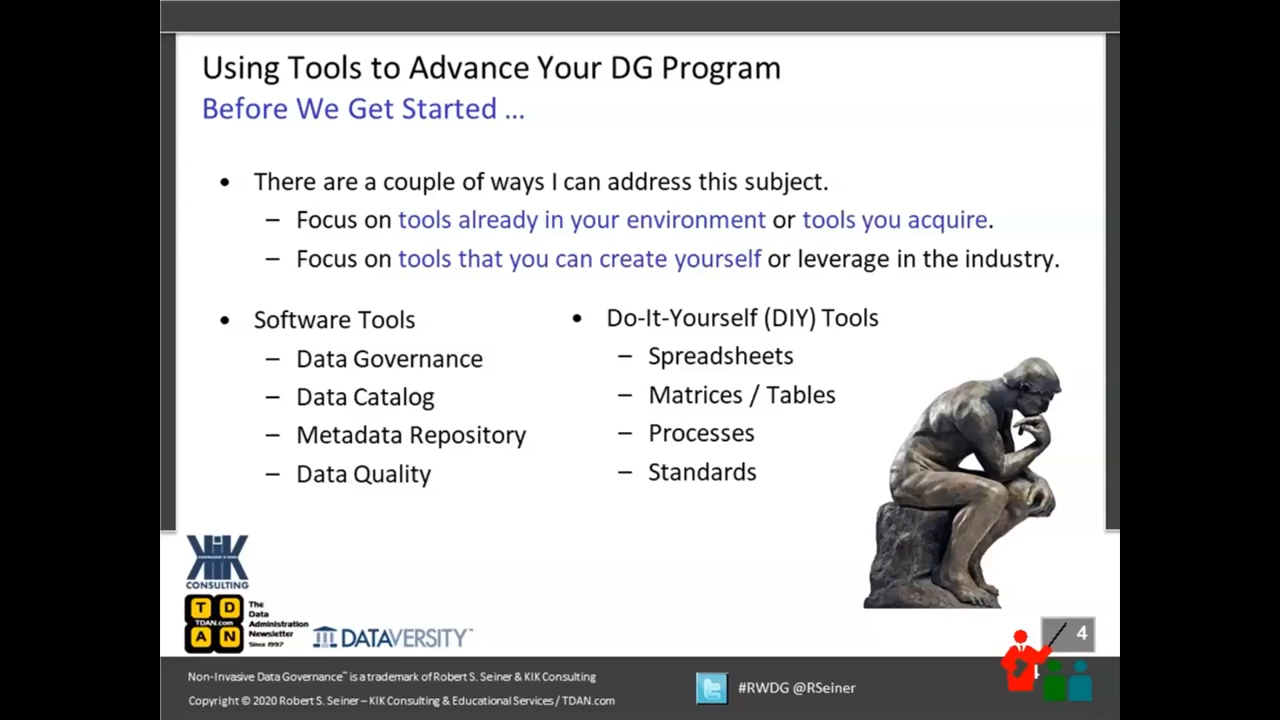 Using Tools to Advance Your DG Program
Before We Get Started ...
• There are a couple of ways I can address this subject.
– Focus on tools already in your environment or tools you acquire.
– Focus on tools that you can create yourself or leverage in the industry.
• Software Tools
– Data Governance
– Data Catalog
– Metadata Repository
– Data Quality
• Do-It-Yourself (DIY) Tools
– Spreadsheets
– Matrices / Tables
– Processes
– Standards
KIK
CONSULTING
T D
TDAN.com
A N
The
Data
Administration
Newsletter
Since 1997
DATAVERSITY™
4
Non-Invasive Data Governance™ is a trademark of Robert S. Seiner & KIK Consulting
Copyright © 2020 Robert S. Seiner – KIK Consulting & Educational Services / TDAN.com
#RWDG @RSeiner